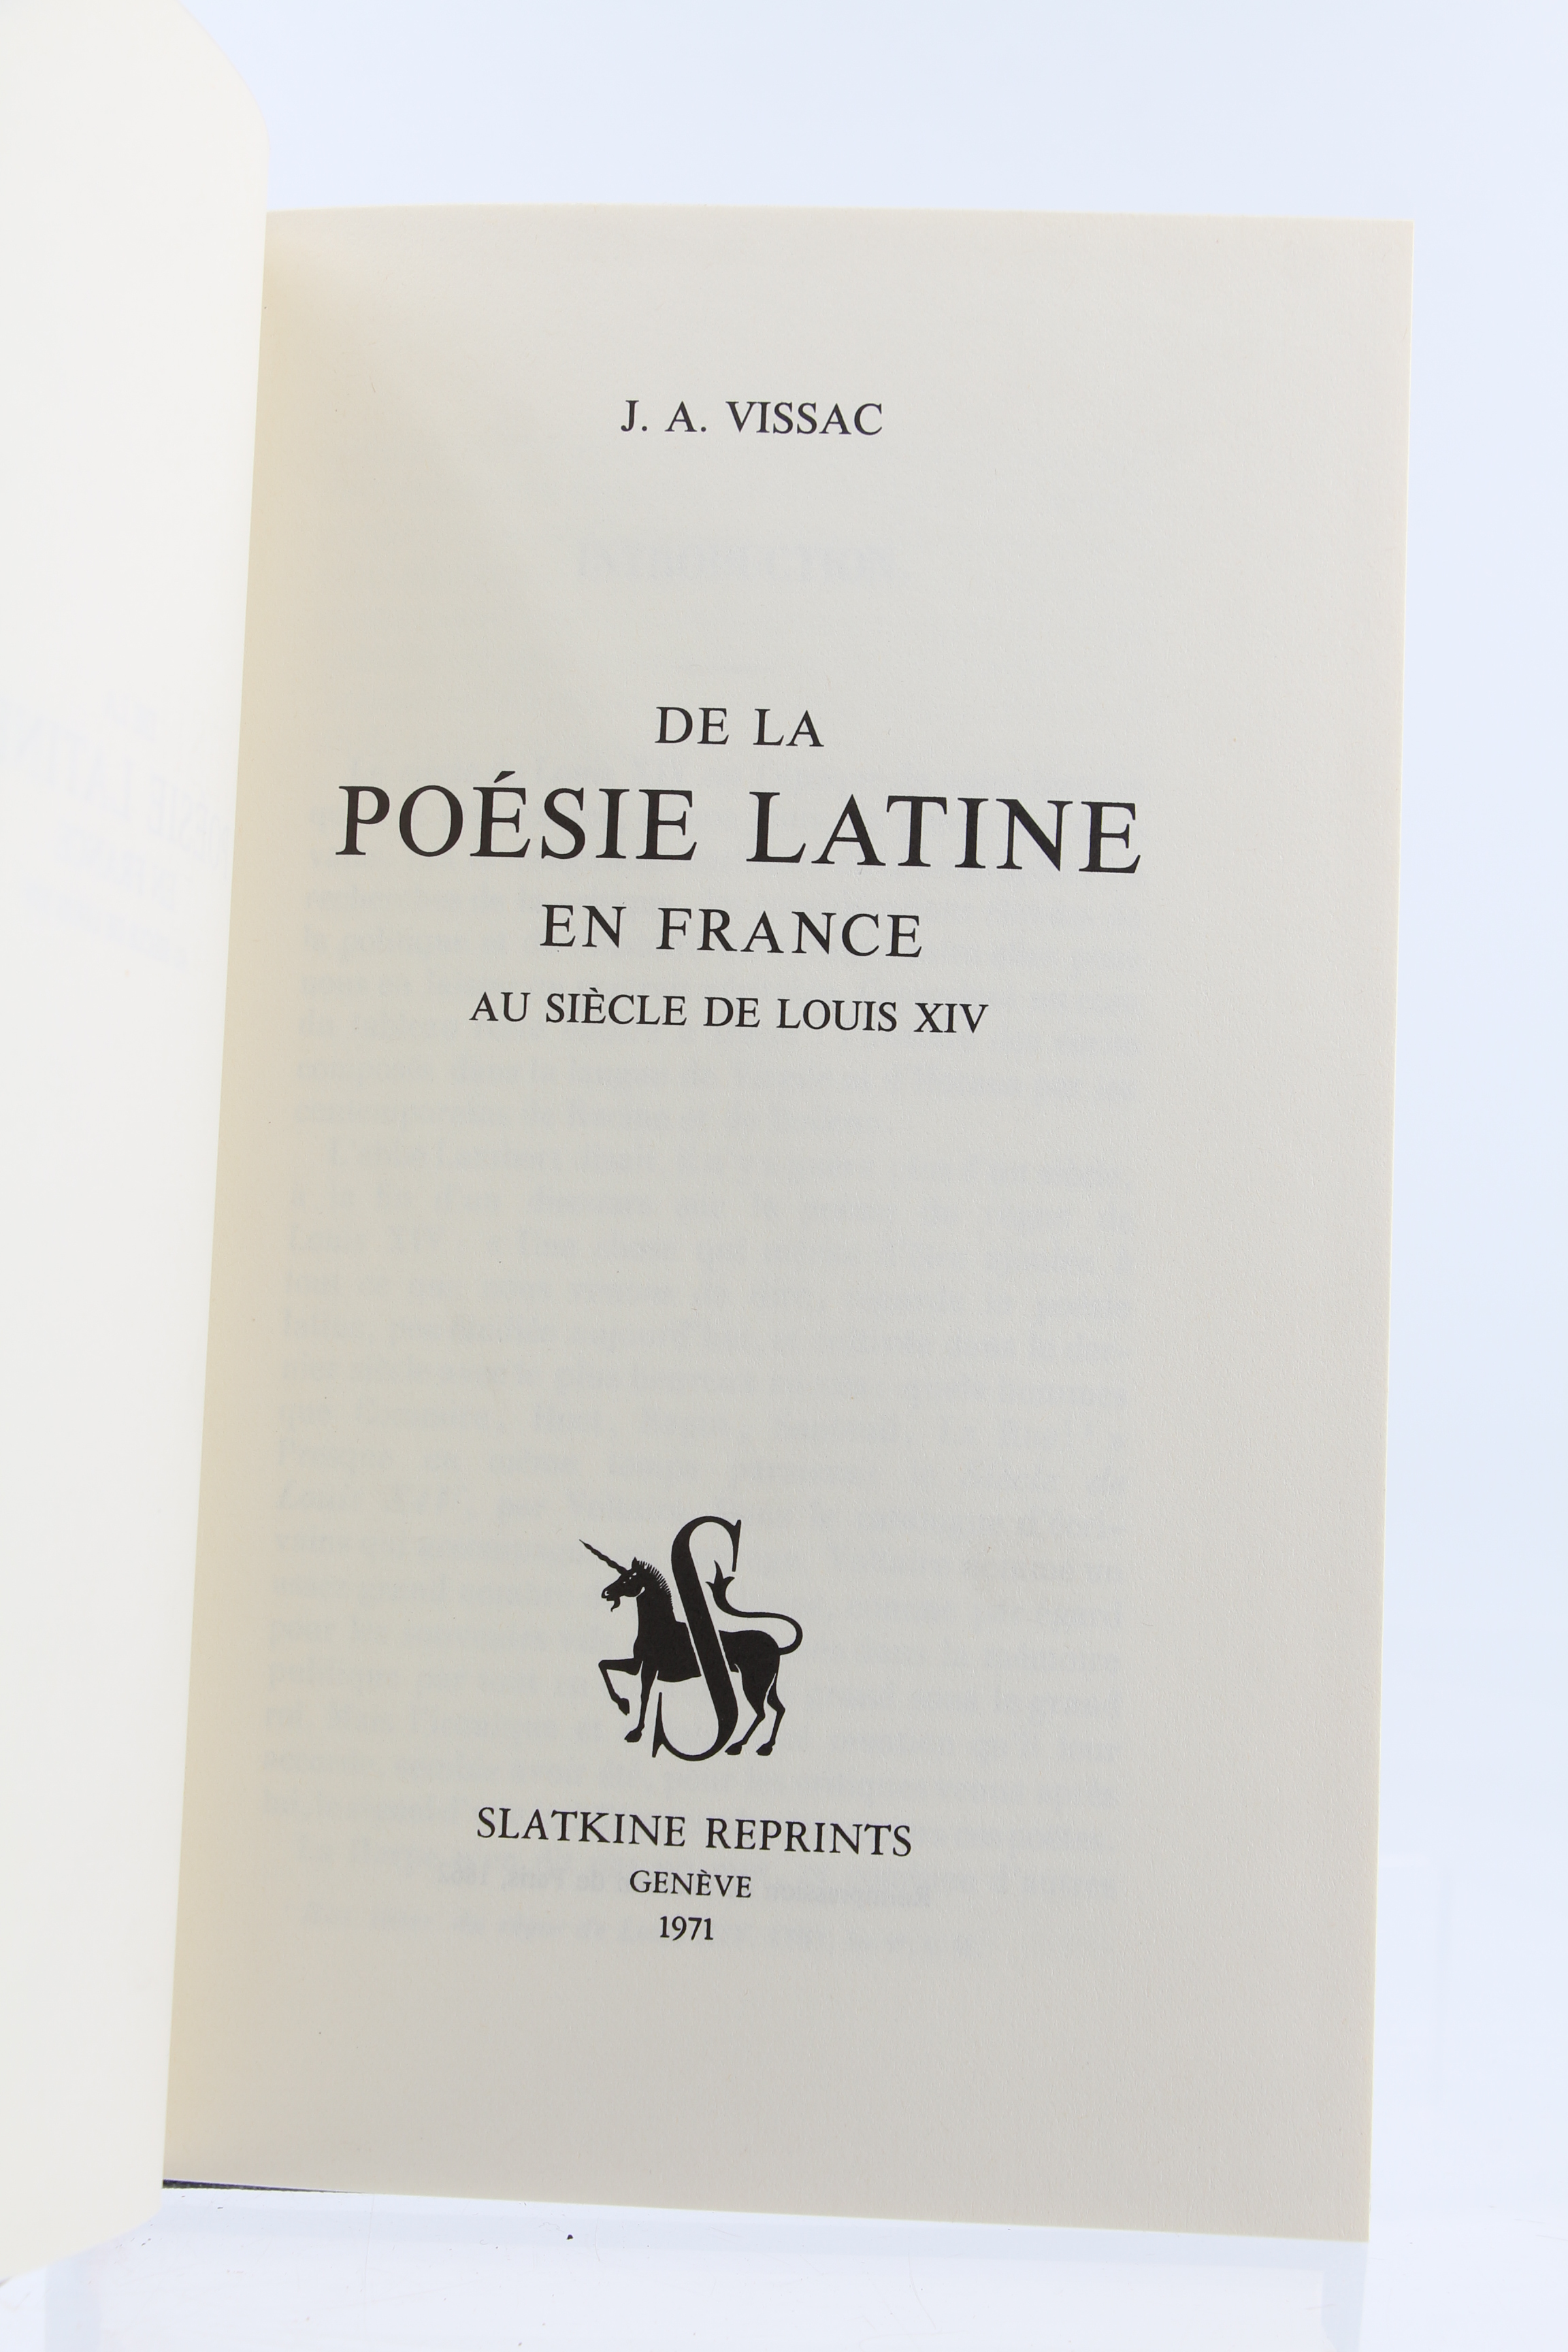 J. A. VISSAC
DE LA
POÉSIE LATINE
EN FRANCE
AU SIÈCLE DE LOUIS XIV
S
SLATKINE REPRINTS
GENÈVE
1971